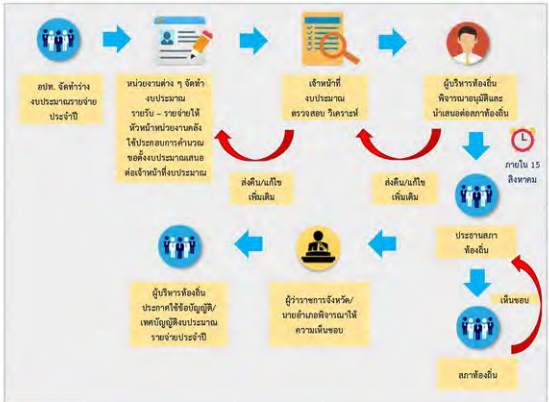 อปท. จัดทำร่าง
งบประมาณรายจ่าย
ประจำปี
หน่วยงานต่าง ๆ จัดทำ
งบประมาณ
รายรับ – รายจ่ายให้
หัวหน้าหน่วยงานคลัง
ใช้ประกอบการคำนวณ
ขอตั้งงบประมาณเสนอ
ต่อเจ้าหน้าที่งบประมาณ
เจ้าหน้าที่
งบประมาณ
ตรวจสอบ วิเคราะห์
ผู้บริหารท้องถิ่น
พิจารณาอนุมัติและ
นำเสนอต่อสภาท้องถิ่น
ภายใน 15
สิงหาคม
ส่งคืน/แก้ไข
เพิ่มเติม
ส่งคืน/แก้ไข
เพิ่มเติม
ประธานสภา
ท้องถิ่น
เห็นชอบ
สภาท้องถิ่น
ผู้ว่าราชการจังหวัด/
นายอำเภอพิจารณาให้
ความเห็นชอบ
ผู้บริหารท้องถิ่น
ประกาศใช้ข้อบัญญัติ/
เทศบัญญัติงบประมาณ
รายจ่ายประจำปี